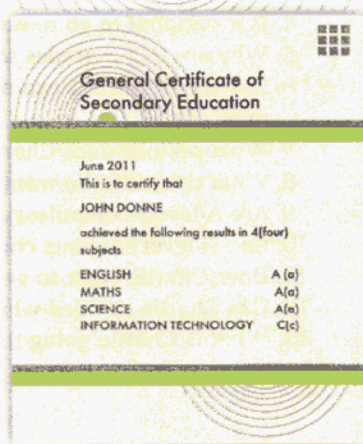 General Certificate of
Secondary Education
June 2011
This is to certify that
JOHN DONNE
achieved the following results in 4(four)
subjects
ENGLISH A (a)
MATHS A(a)
SCIENCE A(a)
INFORMATION TECHNOLOGY C(c)